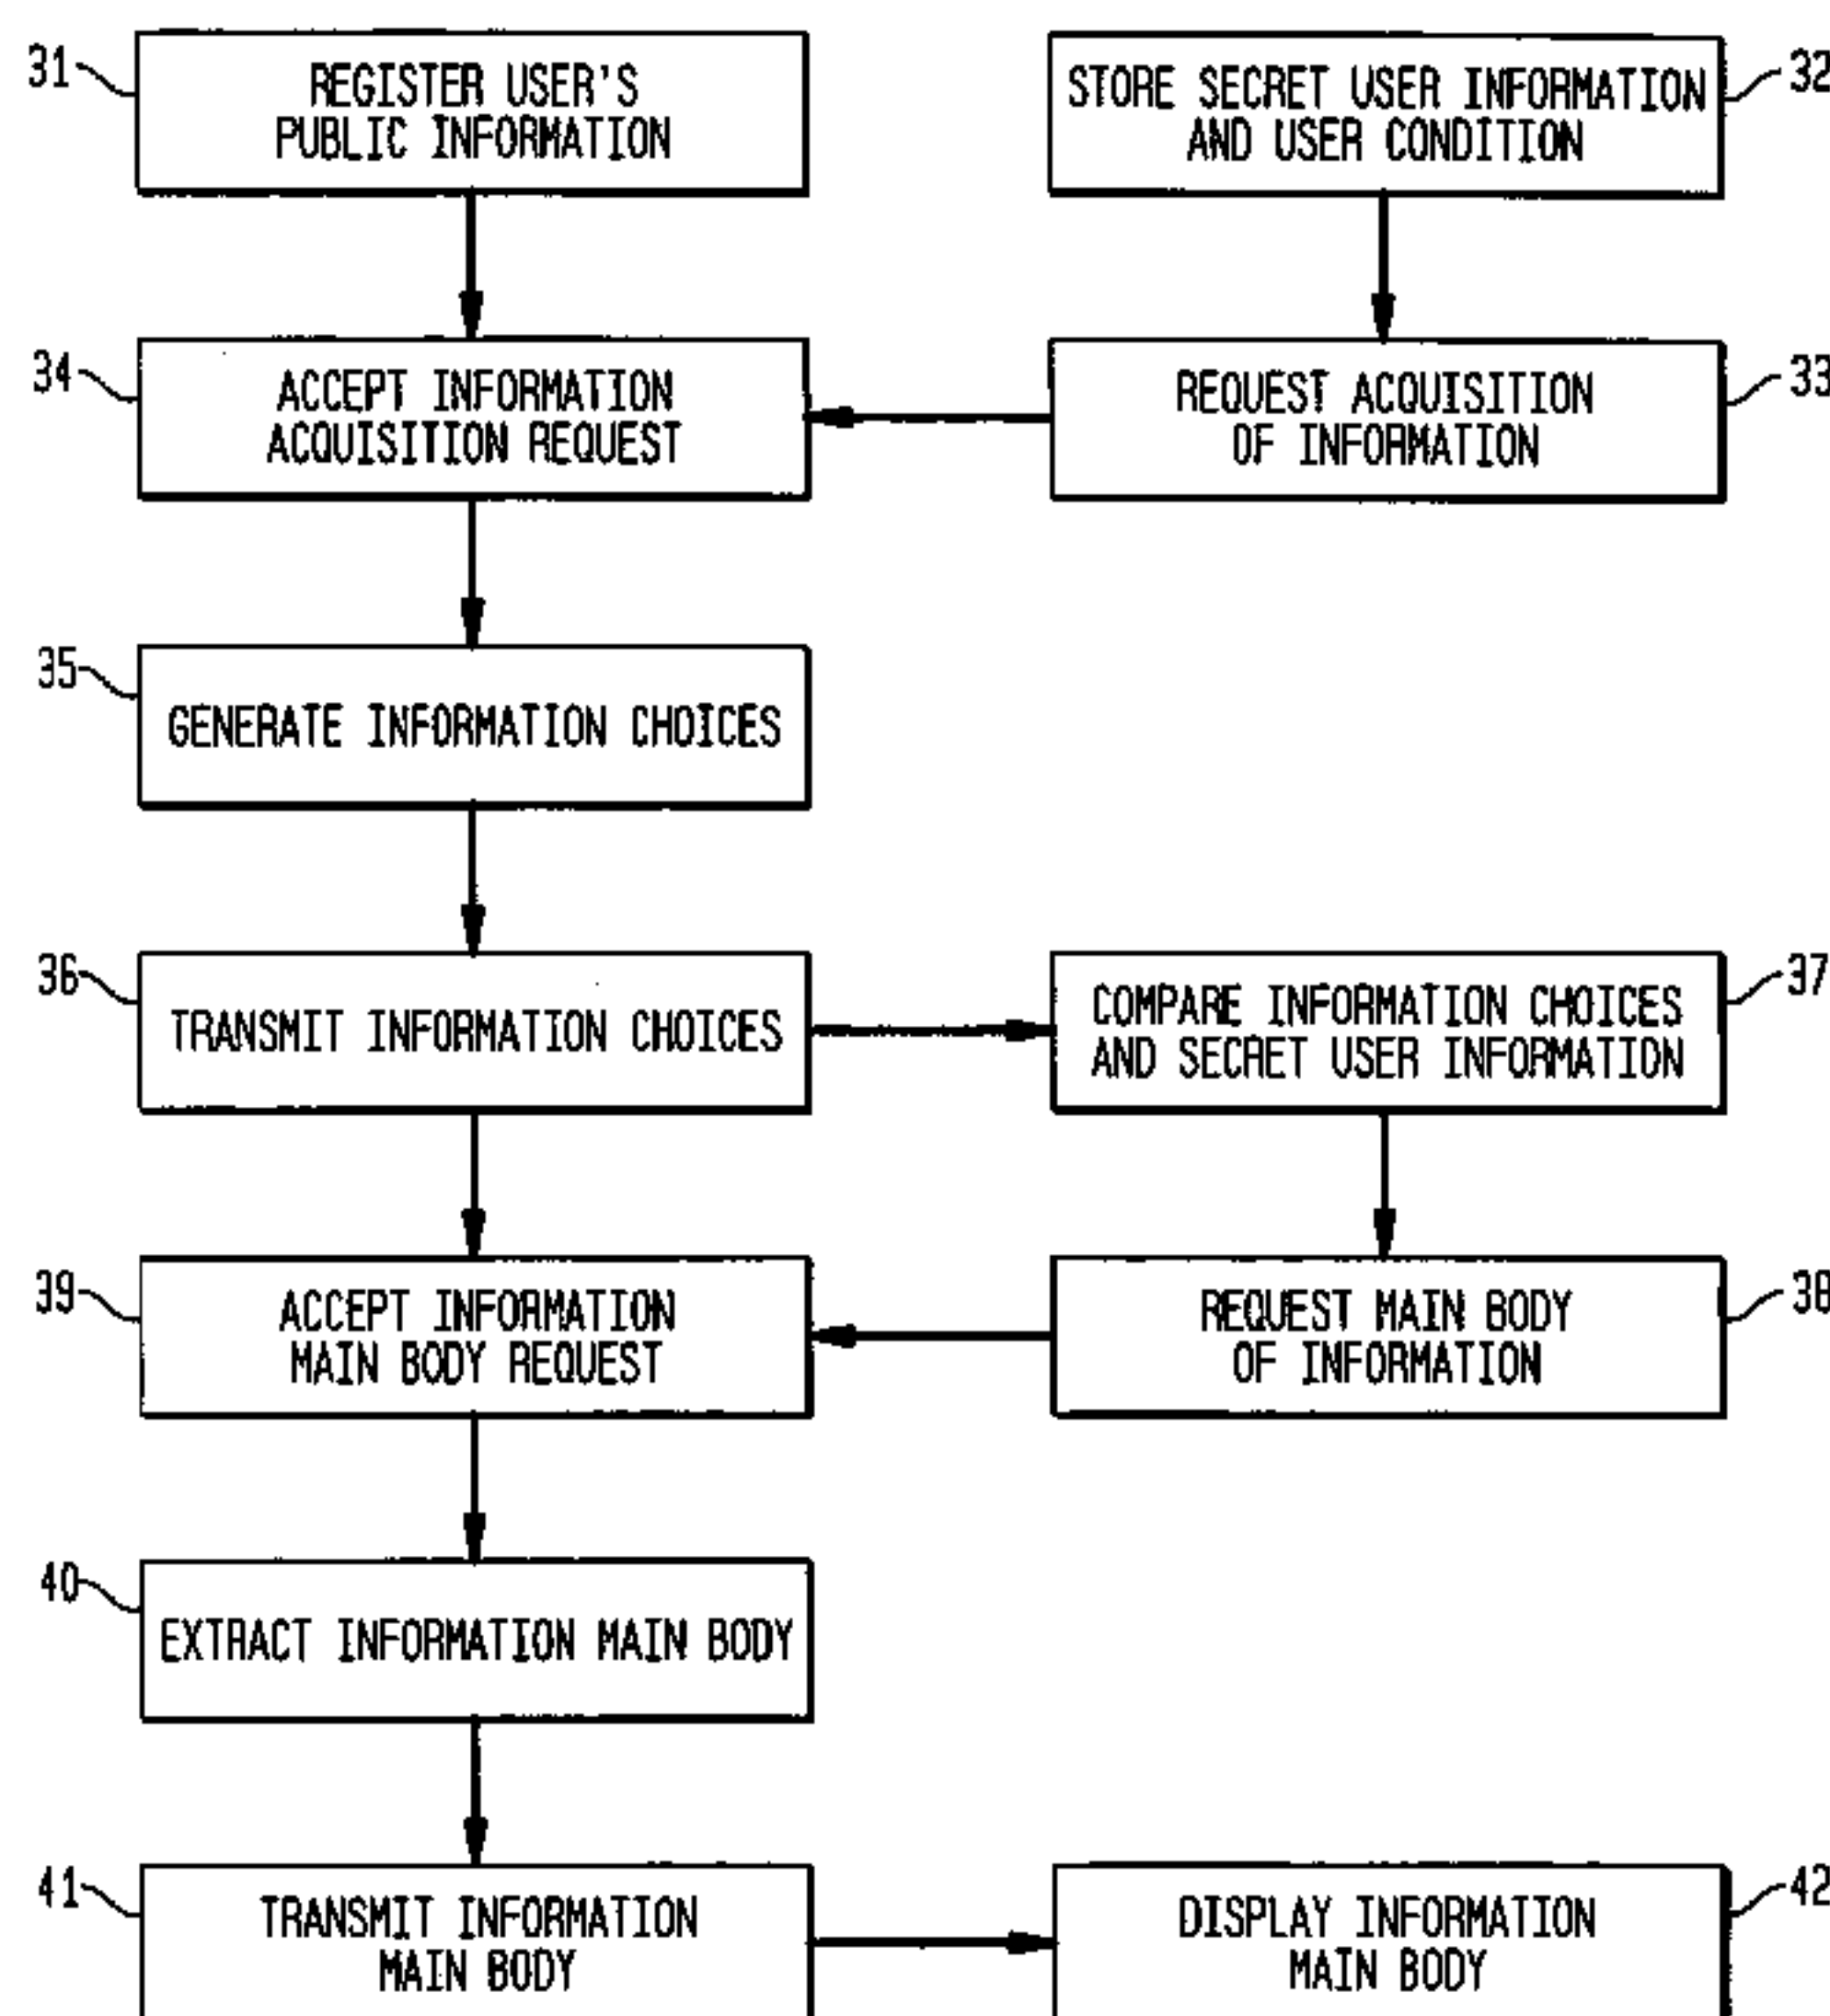 31
REGISTER USER'S
PUBLIC INFORMATION
STORE SECRET USER INFORMATION
AND USER CONDITION
32
34
ACCEPT INFORMATION
ACQUISITION REQUEST
REQUEST ACQUISITION
OF INFORMATION
33
35
GENERATE INFORMATION CHOICES
36
TRANSMIT INFORMATION CHOICES
COMPARE INFORMATION CHOICES
AND SECRET USER INFORMATION
37
39
ACCEPT INFORMATION
MAIN BODY REQUEST
REQUEST MAIN BODY
OF INFORMATION
38
40
EXTRACT INFORMATION MAIN BODY
41
TRANSMIT INFORMATION
MAIN BODY
DISPLAY INFORMATION
MAIN BODY
42